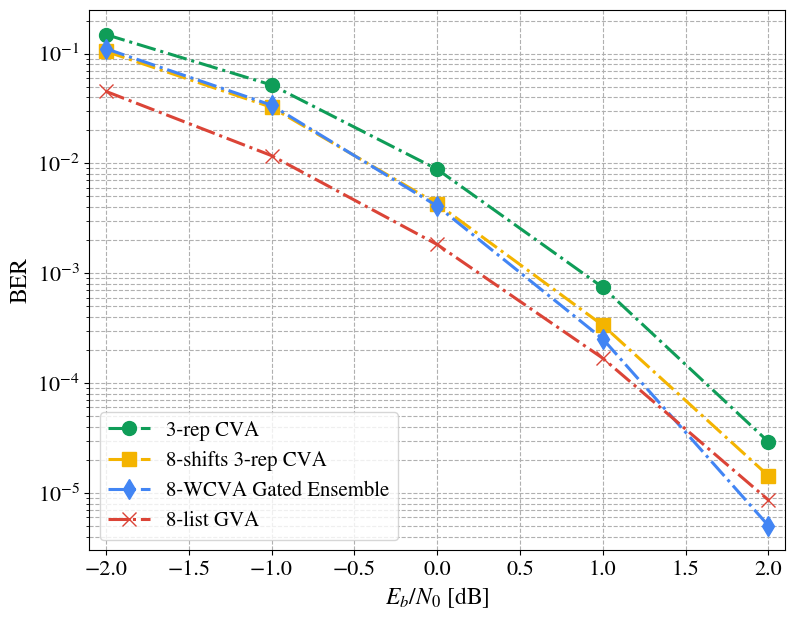 10⁻¹
10⁻²
10⁻³
10⁻⁴
10⁻⁵
BER
3-rep CVA
8-shifts 3-rep CVA
8-WCVA Gated Ensemble
8-list GVA
−2.0 −1.5 −1.0 −0.5 0.0 0.5 1.0 1.5 2.0
E_b/N_0 [dB]